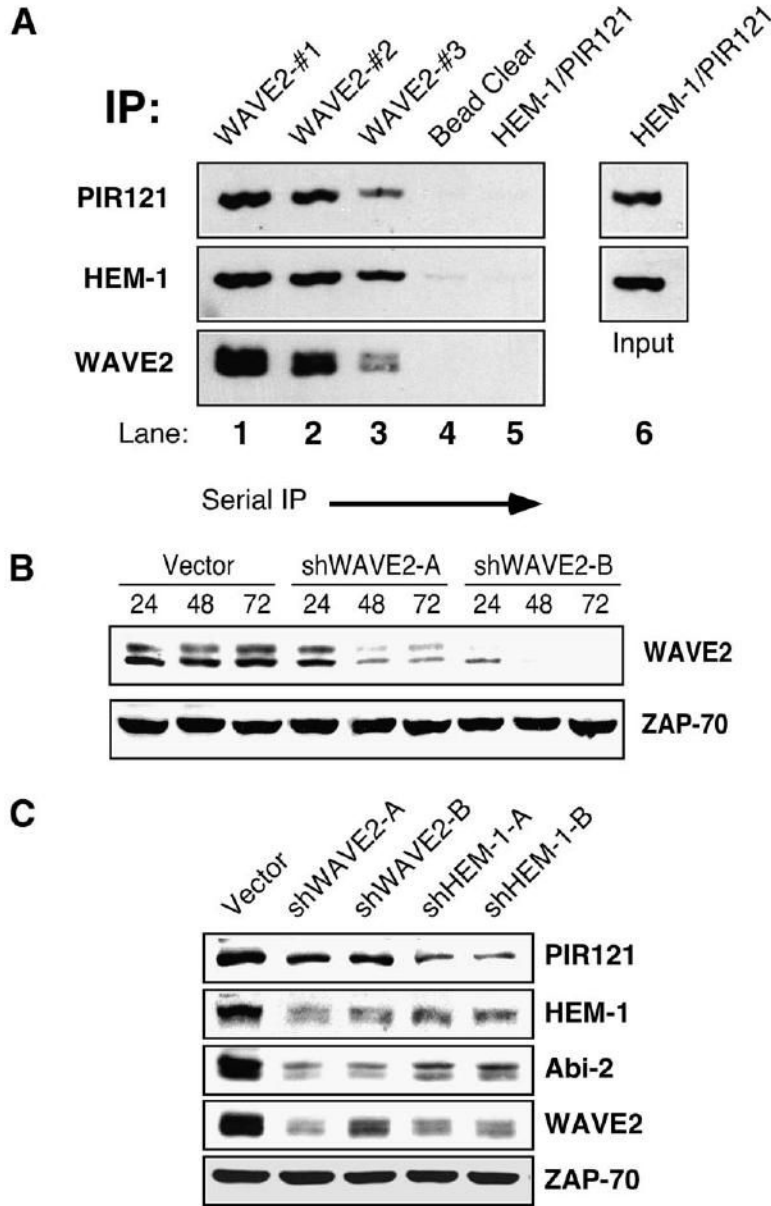 A
IP:
WAVE2-#1 WAVE2-#2 WAVE2-#3 Bead Clear HEM-1/PIR121 HEM-1/PIR121
PIR121
HEM-1
WAVE2
Input
Lane: 1 2 3 4 5 6
Serial IP
B
Vector shWAVE2-A shWAVE2-B
24 48 72 24 48 72 24 48 72
WAVE2
ZAP-70
C
Vector shWAVE2-A shWAVE2-B shHEM-1-A shHEM-1-B
PIR121
HEM-1
Abi-2
WAVE2
ZAP-70